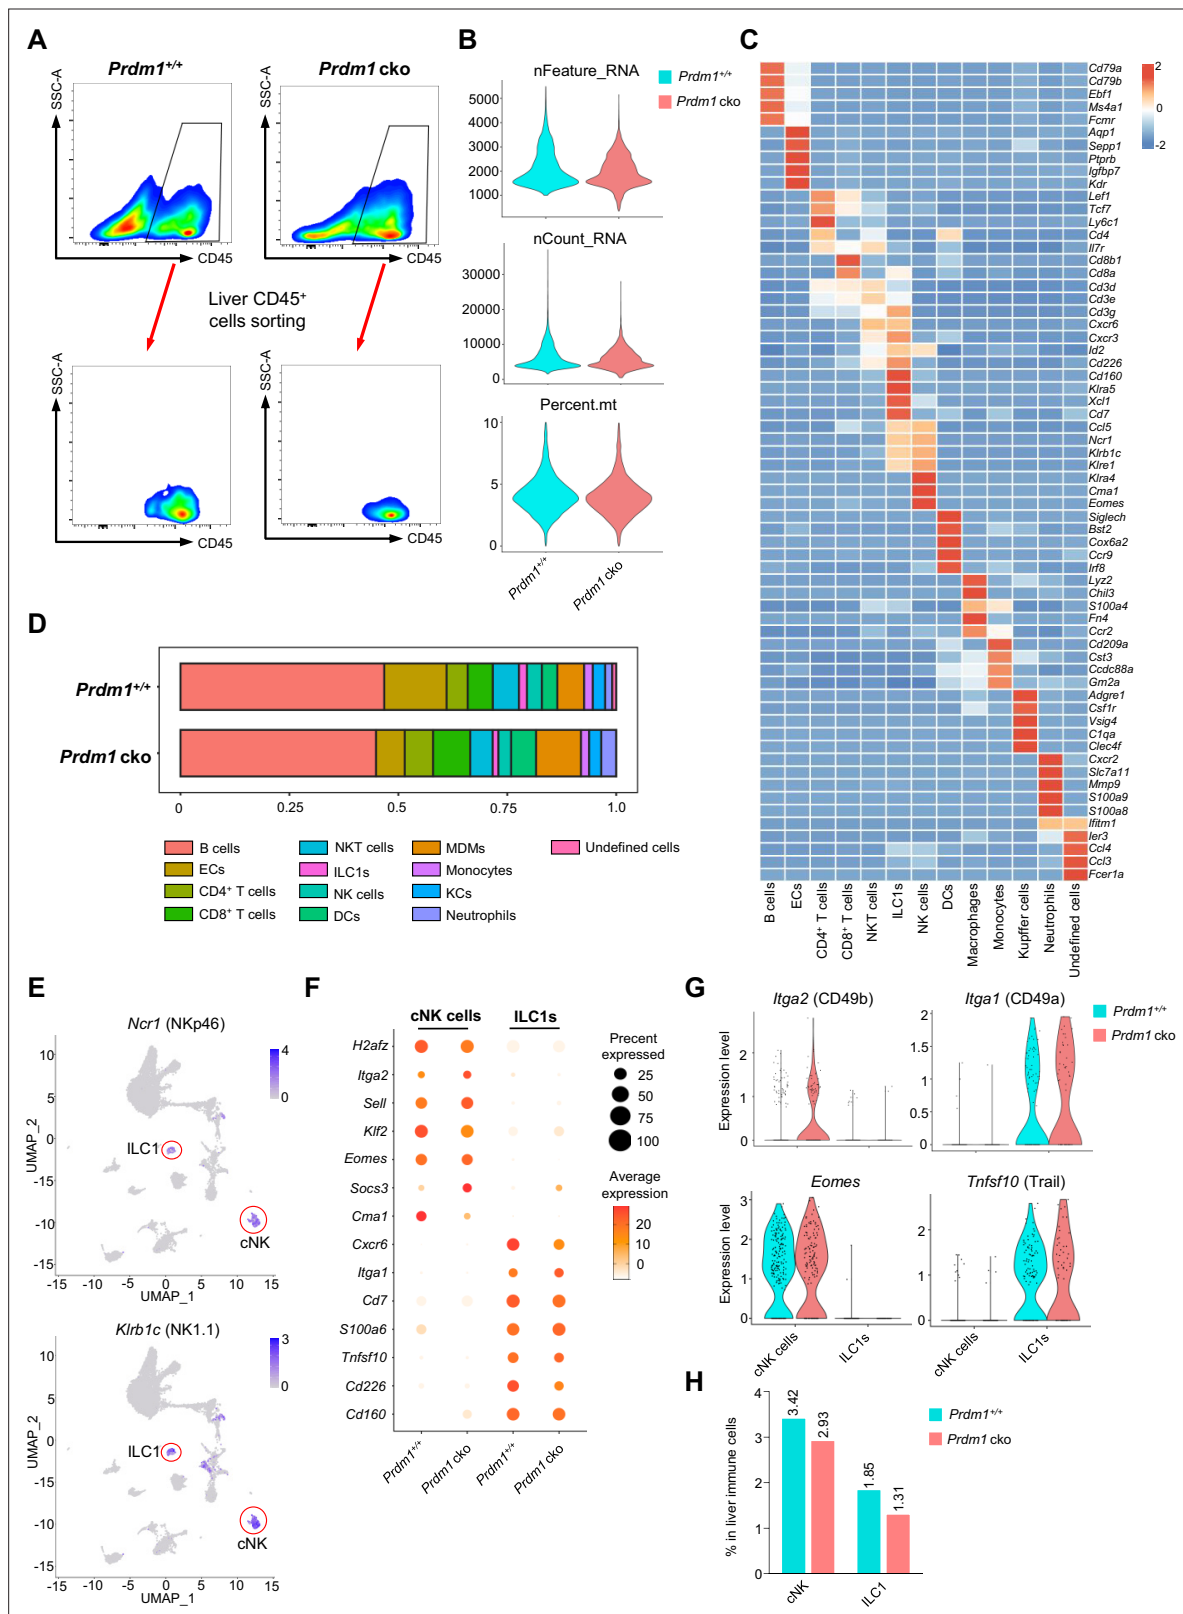 A
Prdm1+/+
Prdm1 cko
SSC-A
SSC-A
CD45
CD45
Liver CD45+
cells sorting
SSC-A
SSC-A
CD45
CD45
B
nFeature_RNA
Prdm1+/+
Prdm1 cko
5000
4000
3000
2000
1000
nCount_RNA
30000
20000
10000
0
Percent.mt
10
5
0
Prdm1+/+
Prdm1 cko
C
2
0
-2
Cd79a
Cd79b
Ebf1
Ms4a1
Fcmr
Aqp1
Sepp1
Ptprb
Igfbp7
Kdr
Lef1
Tcf7
Ly6c1
Cd4
Il7r
Cd8b1
Cd8a
Cd3d
Cd3e
Cd3g
Cxcr6
Cxcr3
Id2
Cd226
Cd160
Klra5
Xcl1
Cd7
Ccl5
Ncr1
Klrb1c
Klre1
Klra4
Cma1
Eomes
Siglech
Bst2
Cox6a2
Ccr9
Irf8
Lyz2
Chil3
S100a4
Fn4
Ccr2
Cd209a
Cst3
Ccdc88a
Gm2a
Adgre1
Csf1r
Vsig4
C1qa
Clec4f
Cxcr2
Slc7a11
Mmp9
S100a9
S100a8
Ifitm1
Ier3
Ccl4
Ccl3
Fcer1a
B cells
ECs
CD4+ T cells
CD8+ T cells
NKT cells
ILC1s
NK cells
DCs
Macrophages
Monocytes
Kupffer cells
Neutrophils
Undefined cells
D
Prdm1+/+
Prdm1 cko
0
0.25
0.5
0.75
1.0
B cells
ECs
CD4+ T cells
CD8+ T cells
NKT cells
ILC1s
NK cells
DCs
MDMs
Monocytes
KCs
Neutrophils
Undefined cells
E
Ncr1 (NKp46)
10
5
0
-5
-10
-15
UMAP_2
4
0
ILC1
cNK
-15
-10
-5
0
5
10
15
UMAP_1
Klrb1c (NK1.1)
10
5
0
-15
-10
-15
UMAP_2
3
0
ILC1
cNK
-15
-10
-5
0
5
10
15
UMAP_1
F
cNK cells
ILC1s
H2afz
Itga2
Sell
Klf2
Eomes
Socs3
Cma1
Cxcr6
Itga1
Cd7
S100a6
Tnfsf10
Cd226
Cd160
Prdm1+/+
Prdm1 cko
Prdm1+/+
Prdm1 cko
Precent
expressed
25
50
75
100
Average
expression
20
10
0
G
Itga2 (CD49b)
Expression level
2
1
0
Itga1 (CD49a)
2.0
1.5
1
0.5
0
Prdm1+/+
Prdm1 cko
Eomes
Expression level
3
2
1
0
cNK cells
ILC1s
Tnfsf10 (Trail)
2
1
0
cNK cells
ILC1s
H
% in liver immune cells
4
3
2
1
0
3.42
2.93
1.85
1.31
cNK
ILC1
Prdm1+/+
Prdm1 cko